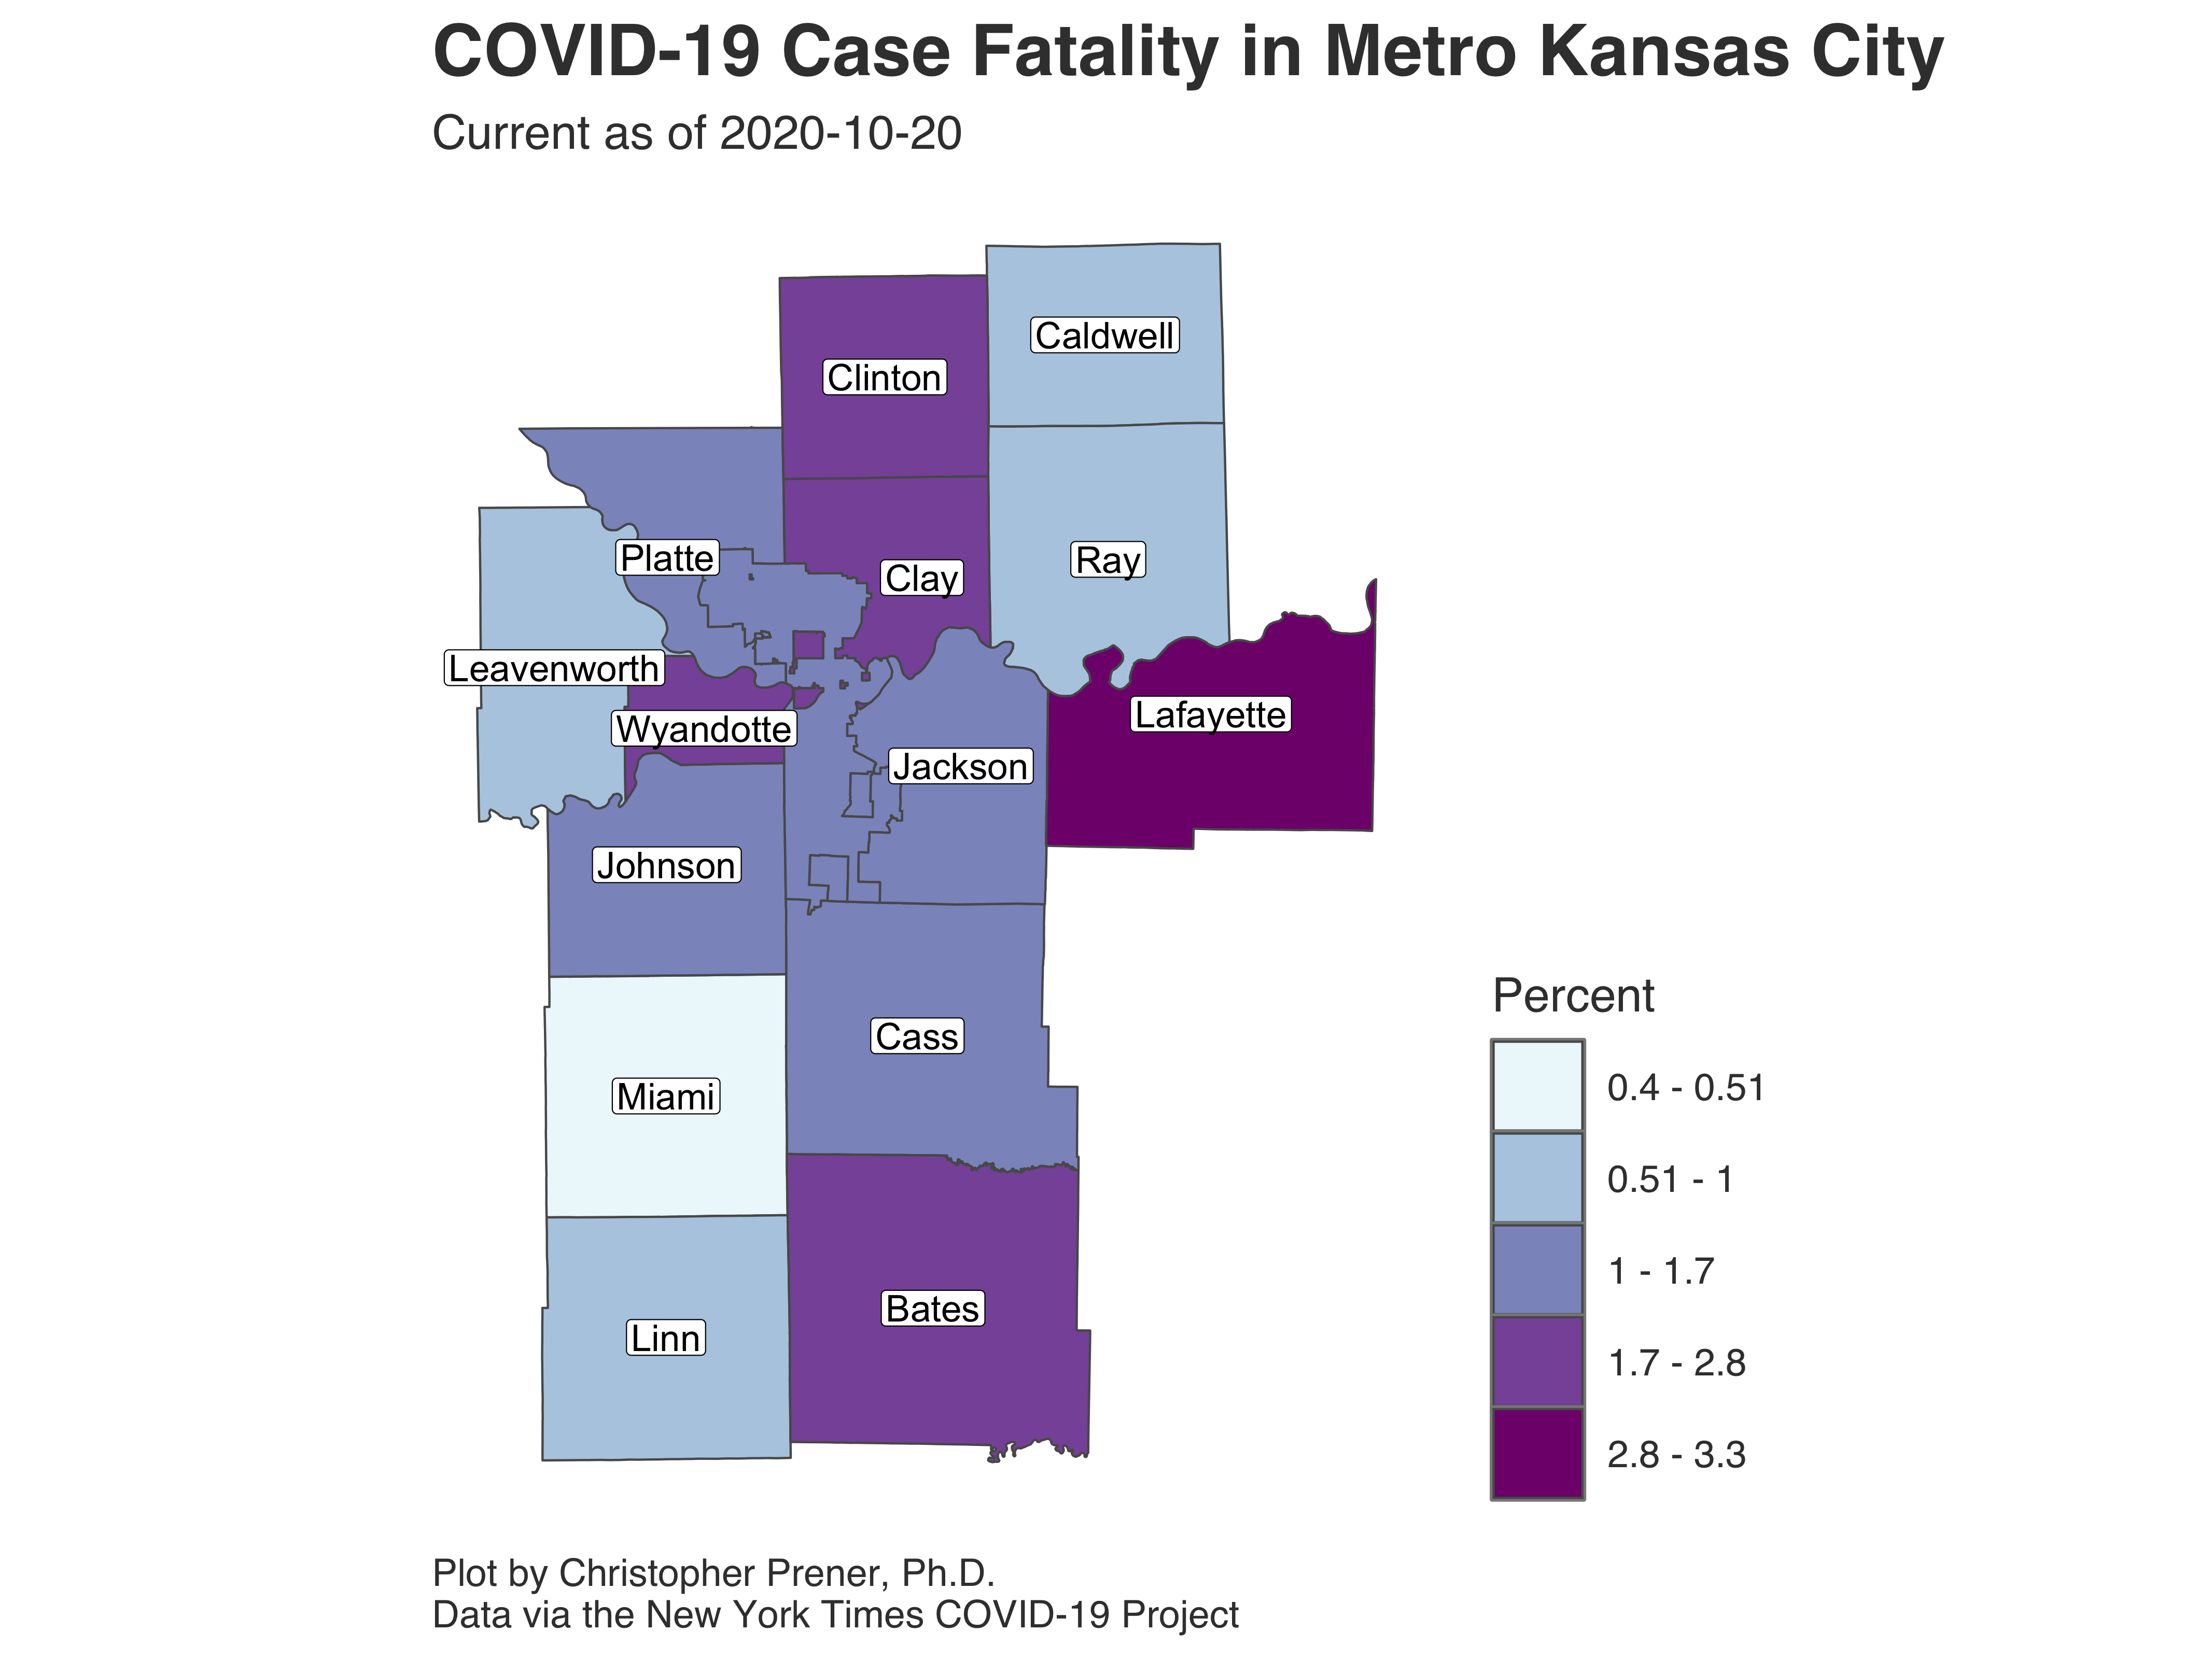 COVID-19 Case Fatality in Metro Kansas City
Current as of 2020-10-20
Caldwell
Clinton
Platte
Clay
Ray
Leavenworth
Wyandotte
Lafayette
Jackson
Johnson
Cass
Miami
Bates
Linn
Percent
0.4 - 0.51
0.51 - 1
1 - 1.7
1.7 - 2.8
2.8 - 3.3
Plot by Christopher Prener, Ph.D.
Data via the New York Times COVID-19 Project